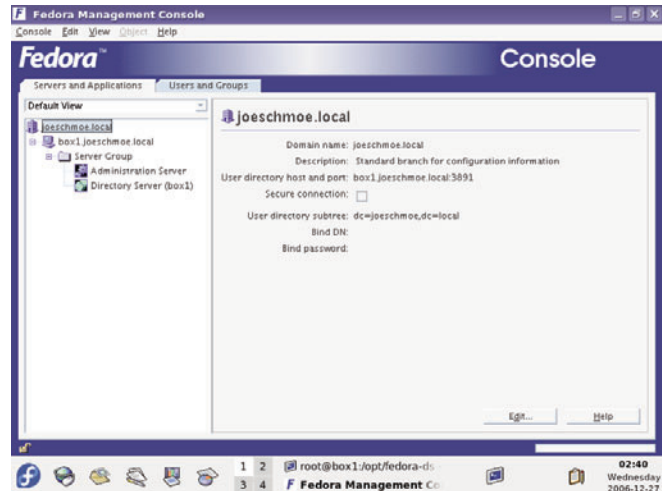 Fedora Management Console
Console Edit View Object Help
Fedora™ Console
Servers and Applications Users and Groups
Default View
joeschmoe.local
box1.joeschmoe.local
Server Group
Administration Server
Directory Server (box1)
joeschmoe.local
Domain name: joeschmoe.local
Description: Standard branch for configuration information
User directory host and port: box1.joeschmoe.local:3891
Secure connection:
User directory subtree: dc=joeschmoe,dc=local
Bind DN:
Bind password:
Edit... Help
1 2 root@box1:/opt/fedora-ds
3 4 Fedora Management Co
02:40
Wednesday
2006-12-27